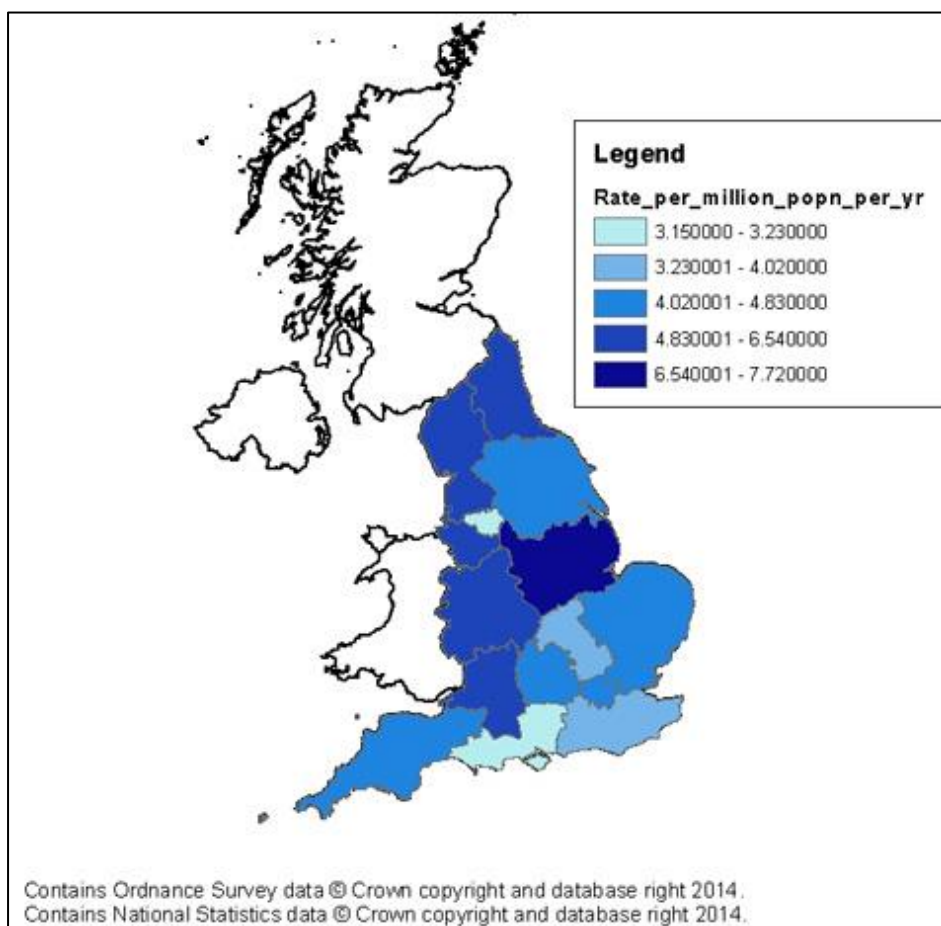 Legend
Rate_per_million_popn_per_yr
3.150000 - 3.230000
3.230001 - 4.020000
4.020001 - 4.830000
4.830001 - 6.540000
6.540001 - 7.720000
Contains Ordnance Survey data © Crown copyright and database right 2014.
Contains National Statistics data © Crown copyright and database right 2014.